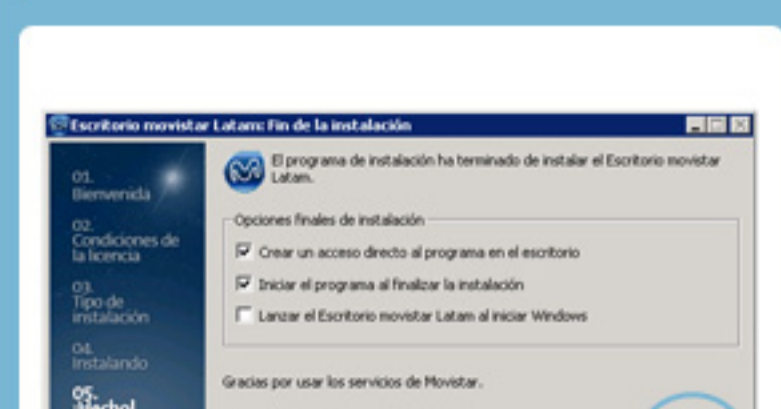 Escritorio movistar Latam: Fin de la instalación
01.
Bienvenida
02.
Condiciones de
la licencia
03.
Tipo de
instalación
04.
Instalando
05.
¡Hecho!
El programa de instalación ha terminado de instalar el Escritorio movistar
Latam.
Opciones finales de instalación
Crear un acceso directo al programa en el escritorio
Iniciar el programa al finalizar la instalación
Lanzar el Escritorio movistar Latam al iniciar Windows
Gracias por usar los servicios de Movistar.